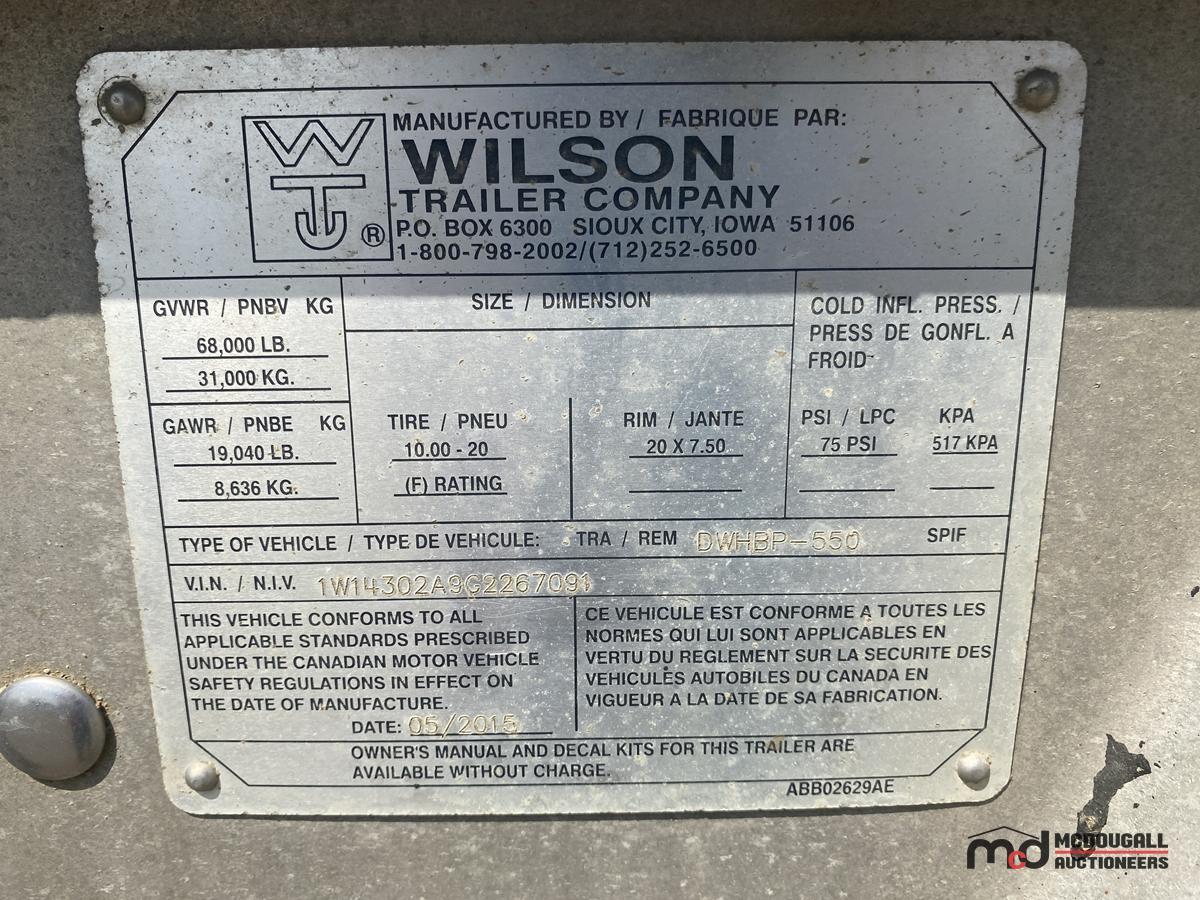 MANUFACTURED BY / FABRIQUE PAR:
WILSON
TRAILER COMPANY
P.O. BOX 6300 SIOUX CITY, IOWA 51106
1-800-798-2002/(712)252-6500
WT ®
GVWR / PNBV KG
68,000 LB.
31,000 KG.
GAWR / PNBE KG
19,040 LB.
8,636 KG.
SIZE / DIMENSION
TIRE / PNEU
10.00 - 20
(F) RATING
RIM / JANTE
20 X 7.50
COLD INFL. PRESS. /
PRESS DE GONFL. A
FROID
PSI / LPC KPA
75 PSI 517 KPA
TYPE OF VEHICLE / TYPE DE VEHICULE: TRA / REM DWHBP-550 SPIF
V.I.N. / N.I.V. 1W14302A9G2267091
THIS VEHICLE CONFORMS TO ALL
APPLICABLE STANDARDS PRESCRIBED
UNDER THE CANADIAN MOTOR VEHICLE
SAFETY REGULATIONS IN EFFECT ON
THE DATE OF MANUFACTURE.
DATE: 05/2015
CE VEHICULE EST CONFORME A TOUTES LES
NORMES QUI LUI SONT APPLICABLES EN
VERTU DU REGLEMENT SUR LA SECURITE DES
VEHICULES AUTOBILES DU CANADA EN
VIGUEUR A LA DATE DE SA FABRICATION.
OWNER'S MANUAL AND DECAL KITS FOR THIS TRAILER ARE
AVAILABLE WITHOUT CHARGE.
ABB02629AE
mcd MCDOUGALL
AUCTIONEERS